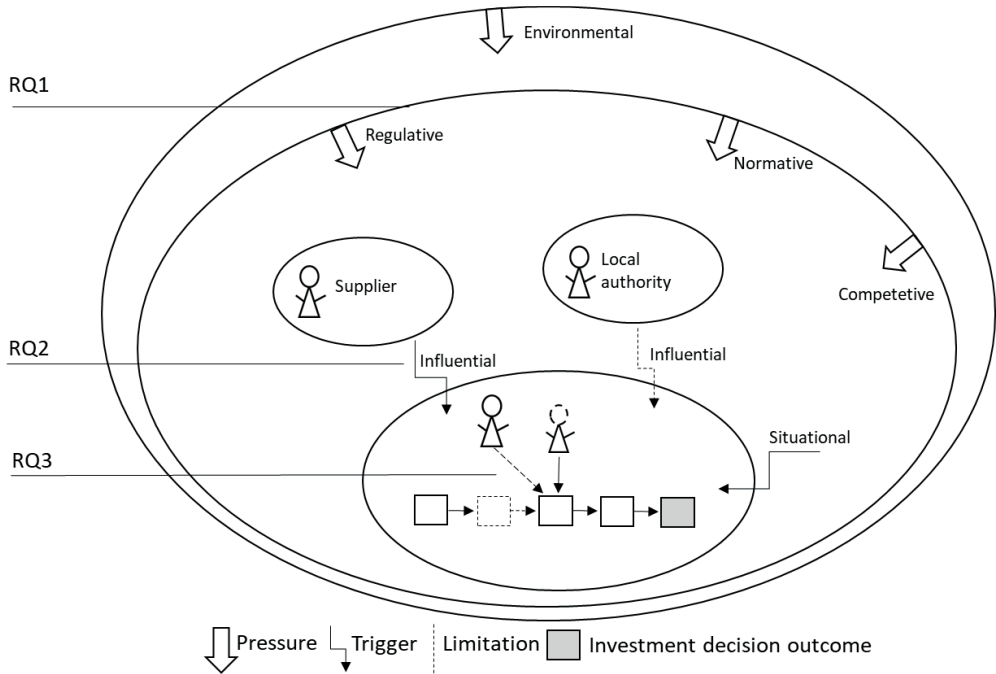 Environmental
RQ1
Regulative
Normative
Supplier
Local
authority
Competetive
RQ2
Influential
Influential
Situational
RQ3
Pressure
Trigger
Limitation
Investment decision outcome